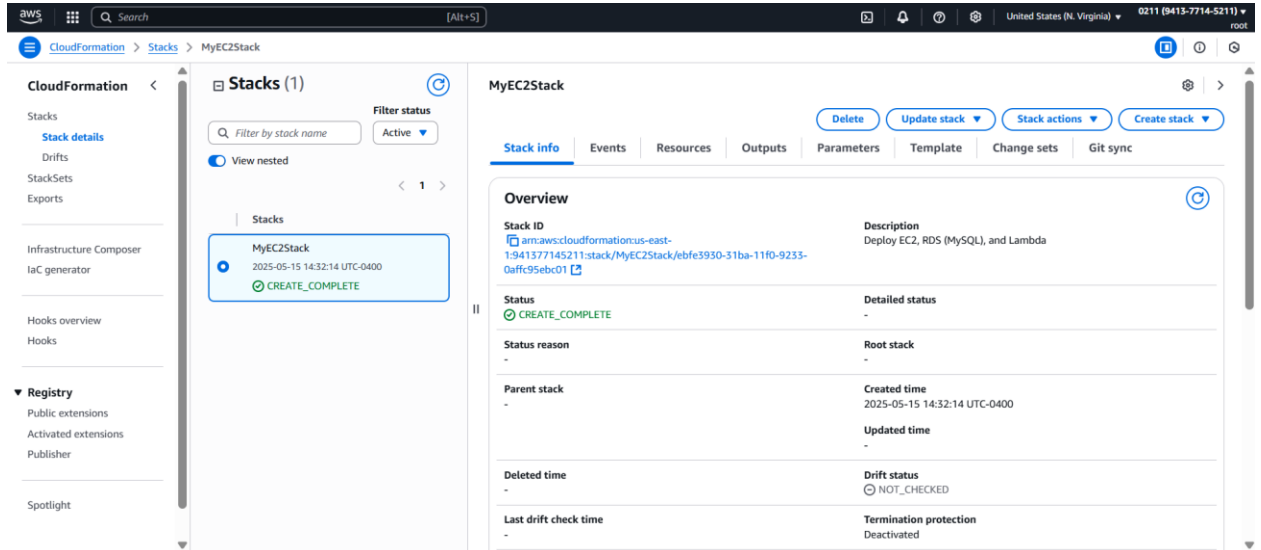 aws
Search [Alt+S]
United States (N. Virginia)
0211 (9413-7714-5211)
root
CloudFormation > Stacks > MyEC2Stack
CloudFormation
Stacks
Stack details
Drifts
StackSets
Exports
Infrastructure Composer
IaC generator
Hooks overview
Hooks
Registry
Public extensions
Activated extensions
Publisher
Spotlight
Stacks (1)
Filter status
Filter by stack name
Active
View nested
1
Stacks
MyEC2Stack
2025-05-15 14:32:14 UTC-0400
CREATE_COMPLETE
MyEC2Stack
Delete
Update stack
Stack actions
Create stack
Stack info
Events
Resources
Outputs
Parameters
Template
Change sets
Git sync
Overview
Stack ID
arn:aws:cloudformation:us-east-
1:941377145211:stack/MyEC2Stack/ebfe3930-31ba-11f0-9233-
0affc95ebc01
Description
Deploy EC2, RDS (MySQL), and Lambda
Status
CREATE_COMPLETE
Detailed status
-
Status reason
-
Root stack
-
Parent stack
-
Created time
2025-05-15 14:32:14 UTC-0400
Updated time
-
Deleted time
-
Drift status
NOT_CHECKED
Last drift check time
-
Termination protection
Deactivated